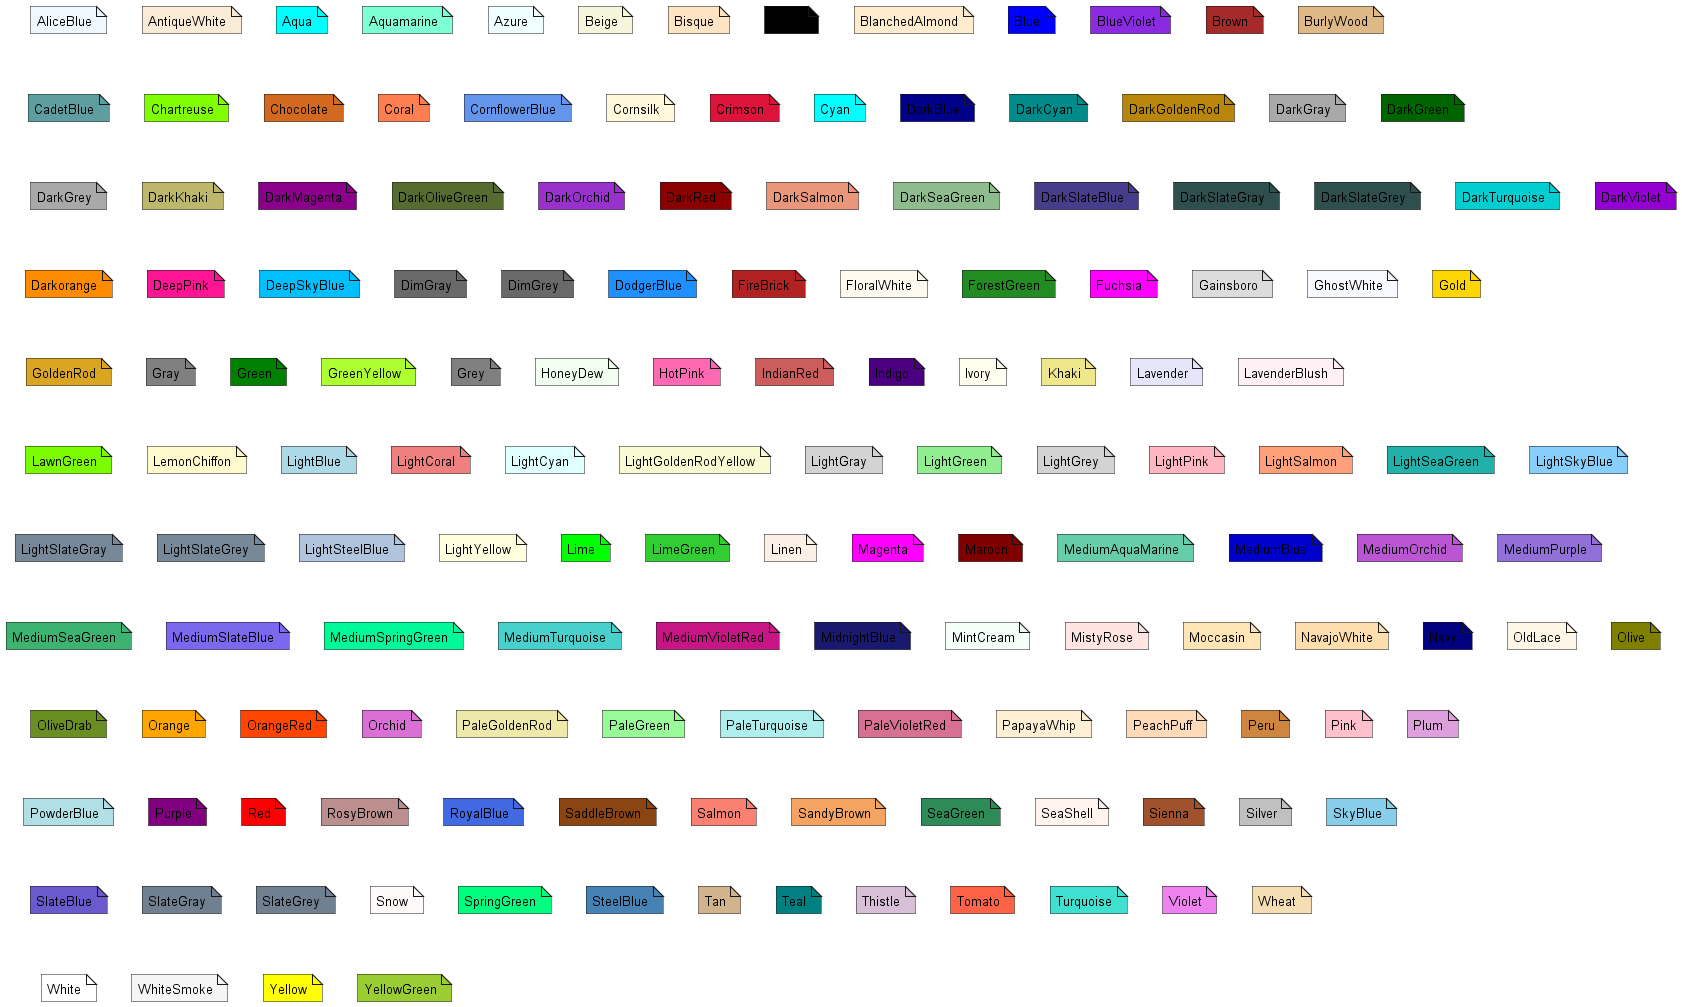 AliceBlue AntiqueWhite Aqua Aquamarine Azure Beige Bisque BlanchedAlmond Blue BlueViolet Brown BurlyWood
CadetBlue Chartreuse Chocolate Coral CornflowerBlue Cornsilk Crimson Cyan DarkBlue DarkCyan DarkGoldenRod DarkGray DarkGreen
DarkGrey DarkKhaki DarkMagenta DarkOliveGreen DarkOrchid DarkRed DarkSalmon DarkSeaGreen DarkSlateBlue DarkSlateGray DarkSlateGrey DarkTurquoise DarkViolet
Darkorange DeepPink DeepSkyBlue DimGray DimGrey DodgerBlue FireBrick FloralWhite ForestGreen Fuchsia Gainsboro GhostWhite Gold
GoldenRod Gray Green GreenYellow Grey HoneyDew HotPink IndianRed Indigo Ivory Khaki Lavender LavenderBlush
LawnGreen LemonChiffon LightBlue LightCoral LightCyan LightGoldenRodYellow LightGray LightGreen LightGrey LightPink LightSalmon LightSeaGreen LightSkyBlue
LightSlateGray LightSlateGrey LightSteelBlue LightYellow Lime LimeGreen Linen Magenta Maroon MediumAquaMarine MediumBlue MediumOrchid MediumPurple
MediumSeaGreen MediumSlateBlue MediumSpringGreen MediumTurquoise MediumVioletRed MidnightBlue MintCream MistyRose Moccasin NavajoWhite Navy OldLace Olive
OliveDrab Orange OrangeRed Orchid PaleGoldenRod PaleGreen PaleTurquoise PaleVioletRed PapayaWhip PeachPuff Peru Pink Plum
PowderBlue Purple Red RosyBrown RoyalBlue SaddleBrown Salmon SandyBrown SeaGreen SeaShell Sienna Silver SkyBlue
SlateBlue SlateGray SlateGrey Snow SpringGreen SteelBlue Tan Teal Thistle Tomato Turquoise Violet Wheat
White WhiteSmoke Yellow YellowGreen